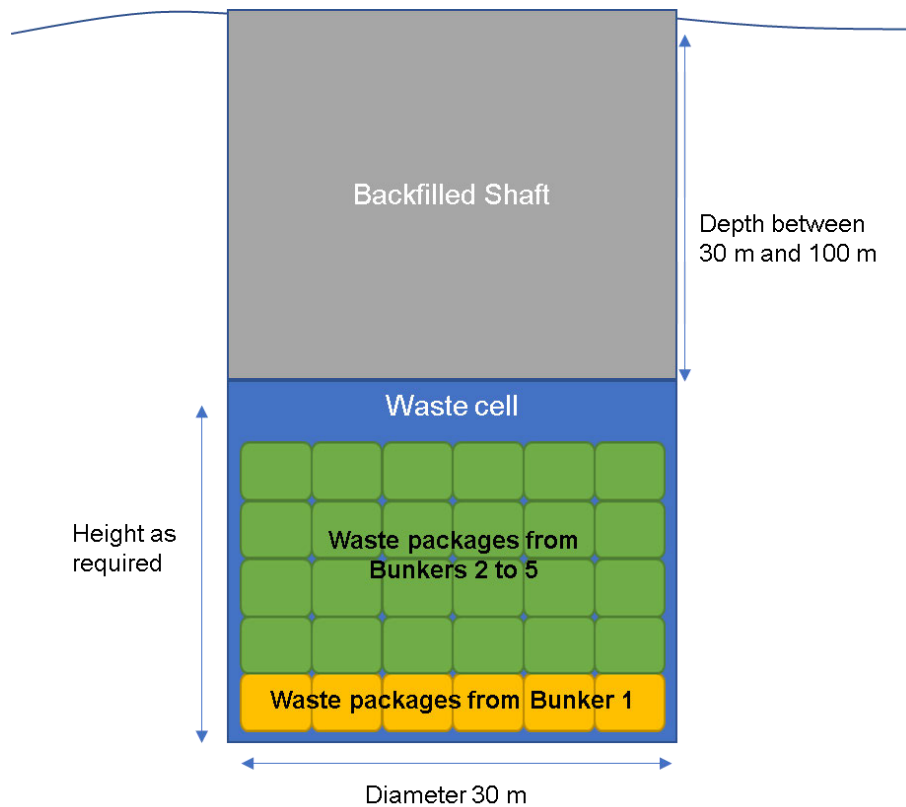 Backfilled Shaft
Depth between
30 m and 100 m
Waste cell
Height as
required
Waste packages from
Bunkers 2 to 5
Waste packages from Bunker 1
Diameter 30 m